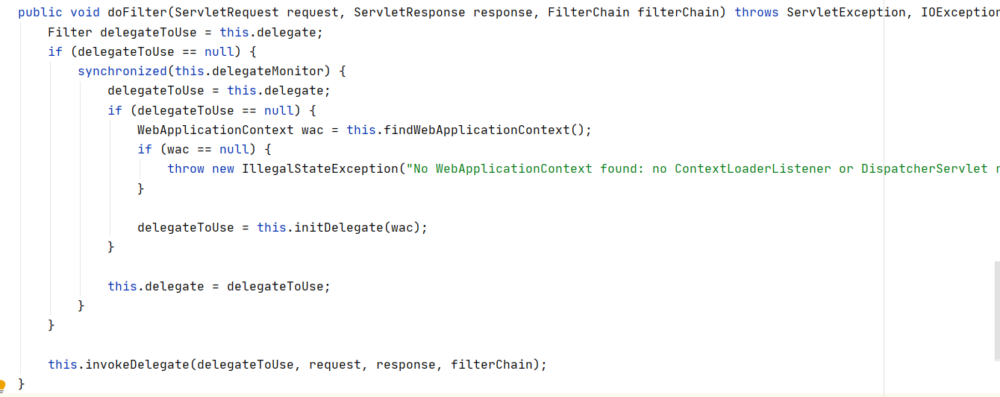 public void doFilter(ServletRequest request, ServletResponse response, FilterChain filterChain) throws ServletException, IOException
Filter delegateToUse = this.delegate;
if (delegateToUse == null) {
synchronized(this.delegateMonitor) {
delegateToUse = this.delegate;
if (delegateToUse == null) {
WebApplicationContext wac = this.findWebApplicationContext();
if (wac == null) {
throw new IllegalStateException("No WebApplicationContext found: no ContextLoaderListener or DispatcherServlet
}
delegateToUse = this.initDelegate(wac);
}
this.delegate = delegateToUse;
}
}
this.invokeDelegate(delegateToUse, request, response, filterChain);
}